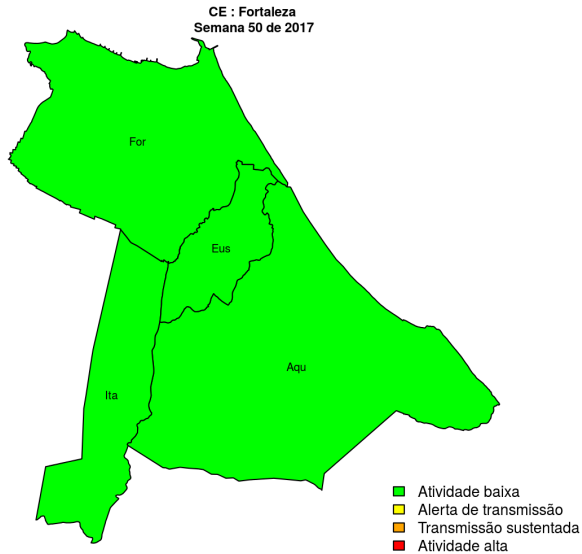 CE : Fortaleza
Semana 50 de 2017
For
Eus
Aqu
Ita
Atividade baixa
Alerta de transmissão
Transmissão sustentada
Atividade alta